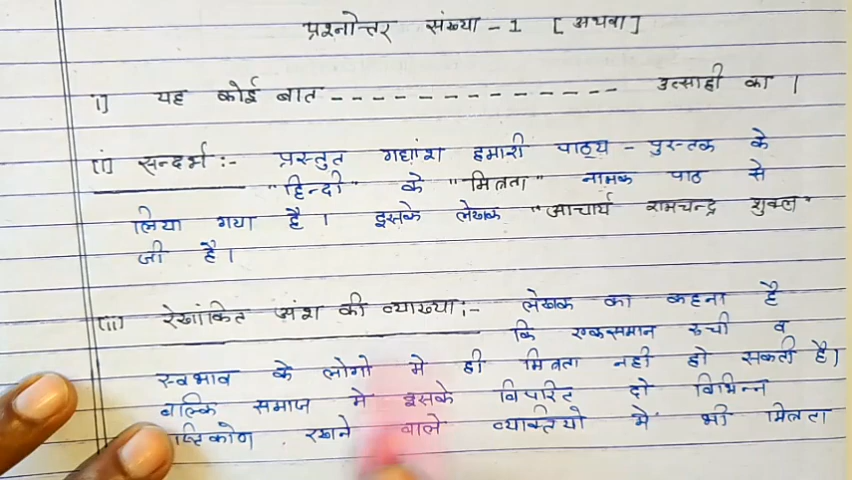 प्रश्नोत्तर संख्या - 1 [अथवा]
i] यह कोई बात - - - - - - - - - - - - - - उत्साही का ।
(i) सन्दर्भ :- प्रस्तुत गद्यांश हमारी पाठ्य - पुस्तक के
"हिन्दी" के "मित्रता" नामक पाठ से
लिया गया है । इसके लेखक "आचार्य रामचन्द्र शुक्ल"
जी है ।
(ii) रेखांकित अंश की व्याख्या :- लेखक का कहना है
कि एकसमान रुची व
स्वभाव के लोगो मे ही मित्रता नही हो सकती है।
बल्कि समाज मे इसके विपरित दो विभिन्न
रखने वाले व्यक्तियो मे भी मित्रता